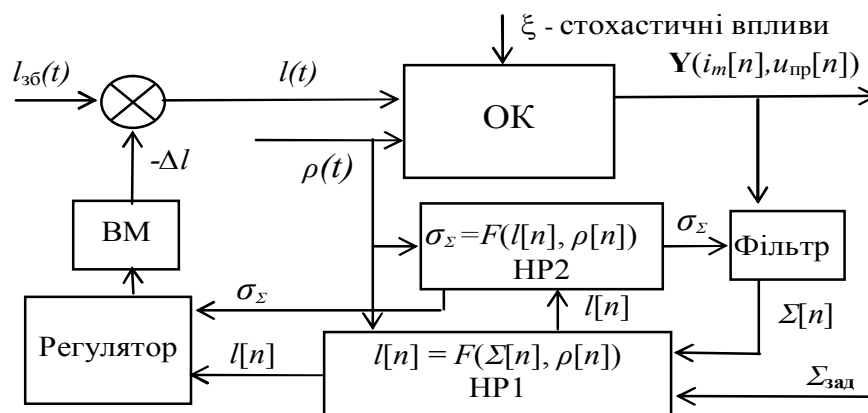 ξ - стохастичні впливи
l_зб(t)
l(t)
Y(i_m[n],u_пр[n])
ОК
ρ(t)
-Δl
ВМ
σ_Σ =F(l[n], ρ[n])
НР2
σ_Σ
Фільтр
σ_Σ
l[n]
Σ[n]
Регулятор
l[n]
l[n] = F(Σ[n], ρ[n])
НР1
Σ_зад